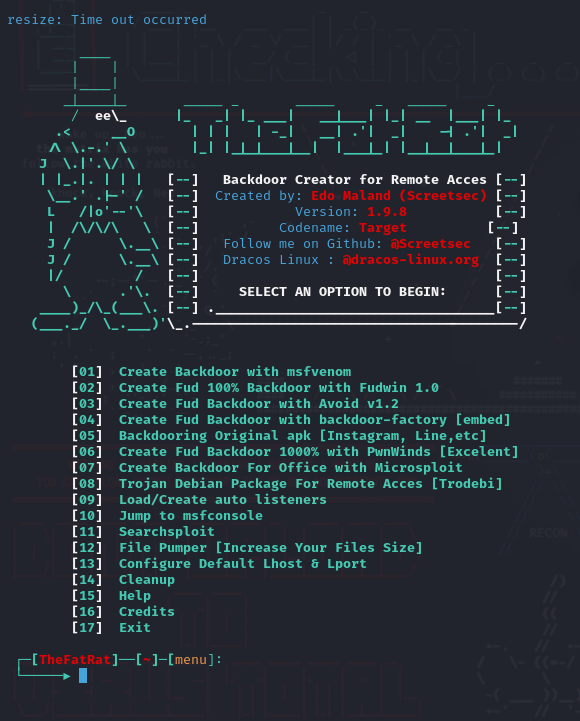 resize: Time out occurred
Backdoor Creator for Remote Acces
Created by: Edo Maland (Screetsec)
Version: 1.9.8
Codename: Target
Follow me on Github: @Screetsec
Dracos Linux : @dracos-linux.org
SELECT AN OPTION TO BEGIN:
[01] Create Backdoor with msfvenom
[02] Create Fud 100% Backdoor with Fudwin 1.0
[03] Create Fud Backdoor with Avoid v1.2
[04] Create Fud Backdoor with backdoor-factory [embed]
[05] Backdooring Original apk [Instagram, Line,etc]
[06] Create Fud Backdoor 1000% with PwnWinds [Excelent]
[07] Create Backdoor For Office with Microsploit
[08] Trojan Debian Package For Remote Acces [Trodebi]
[09] Load/Create auto listeners
[10] Jump to msfconsole
[11] Searchsploit
[12] File Pumper [Increase Your Files Size]
[13] Configure Default Lhost & Lport
[14] Cleanup
[15] Help
[16] Credits
[17] Exit
[TheFatRat]──[~]─[menu]: